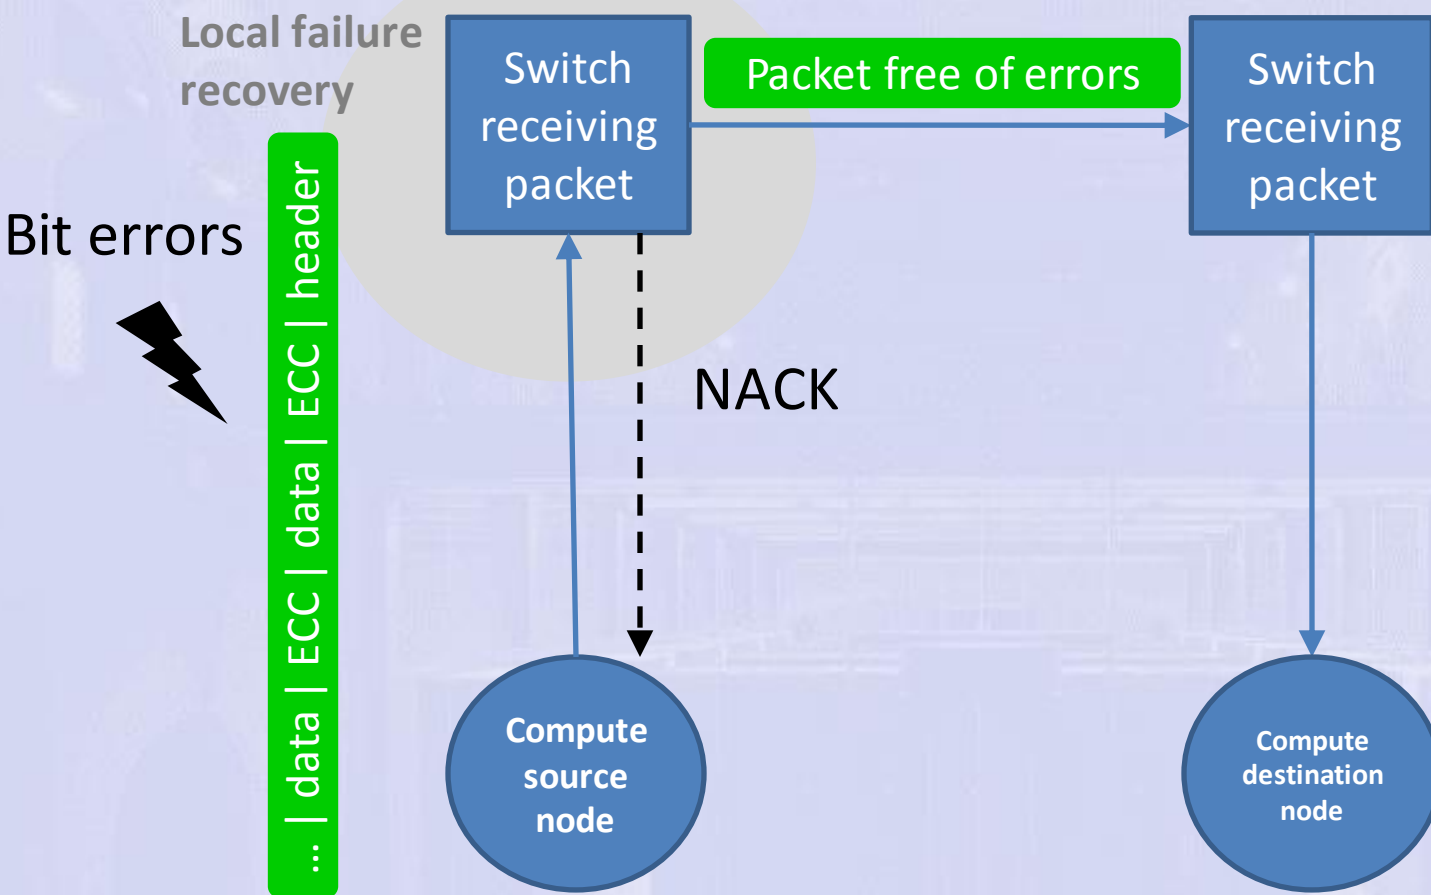 Local failure
recovery
Switch
receiving
packet
Packet free of errors
Switch
receiving
packet
Bit errors
... | data | ECC | data | ECC | header
NACK
Compute
source
node
Compute
destination
node